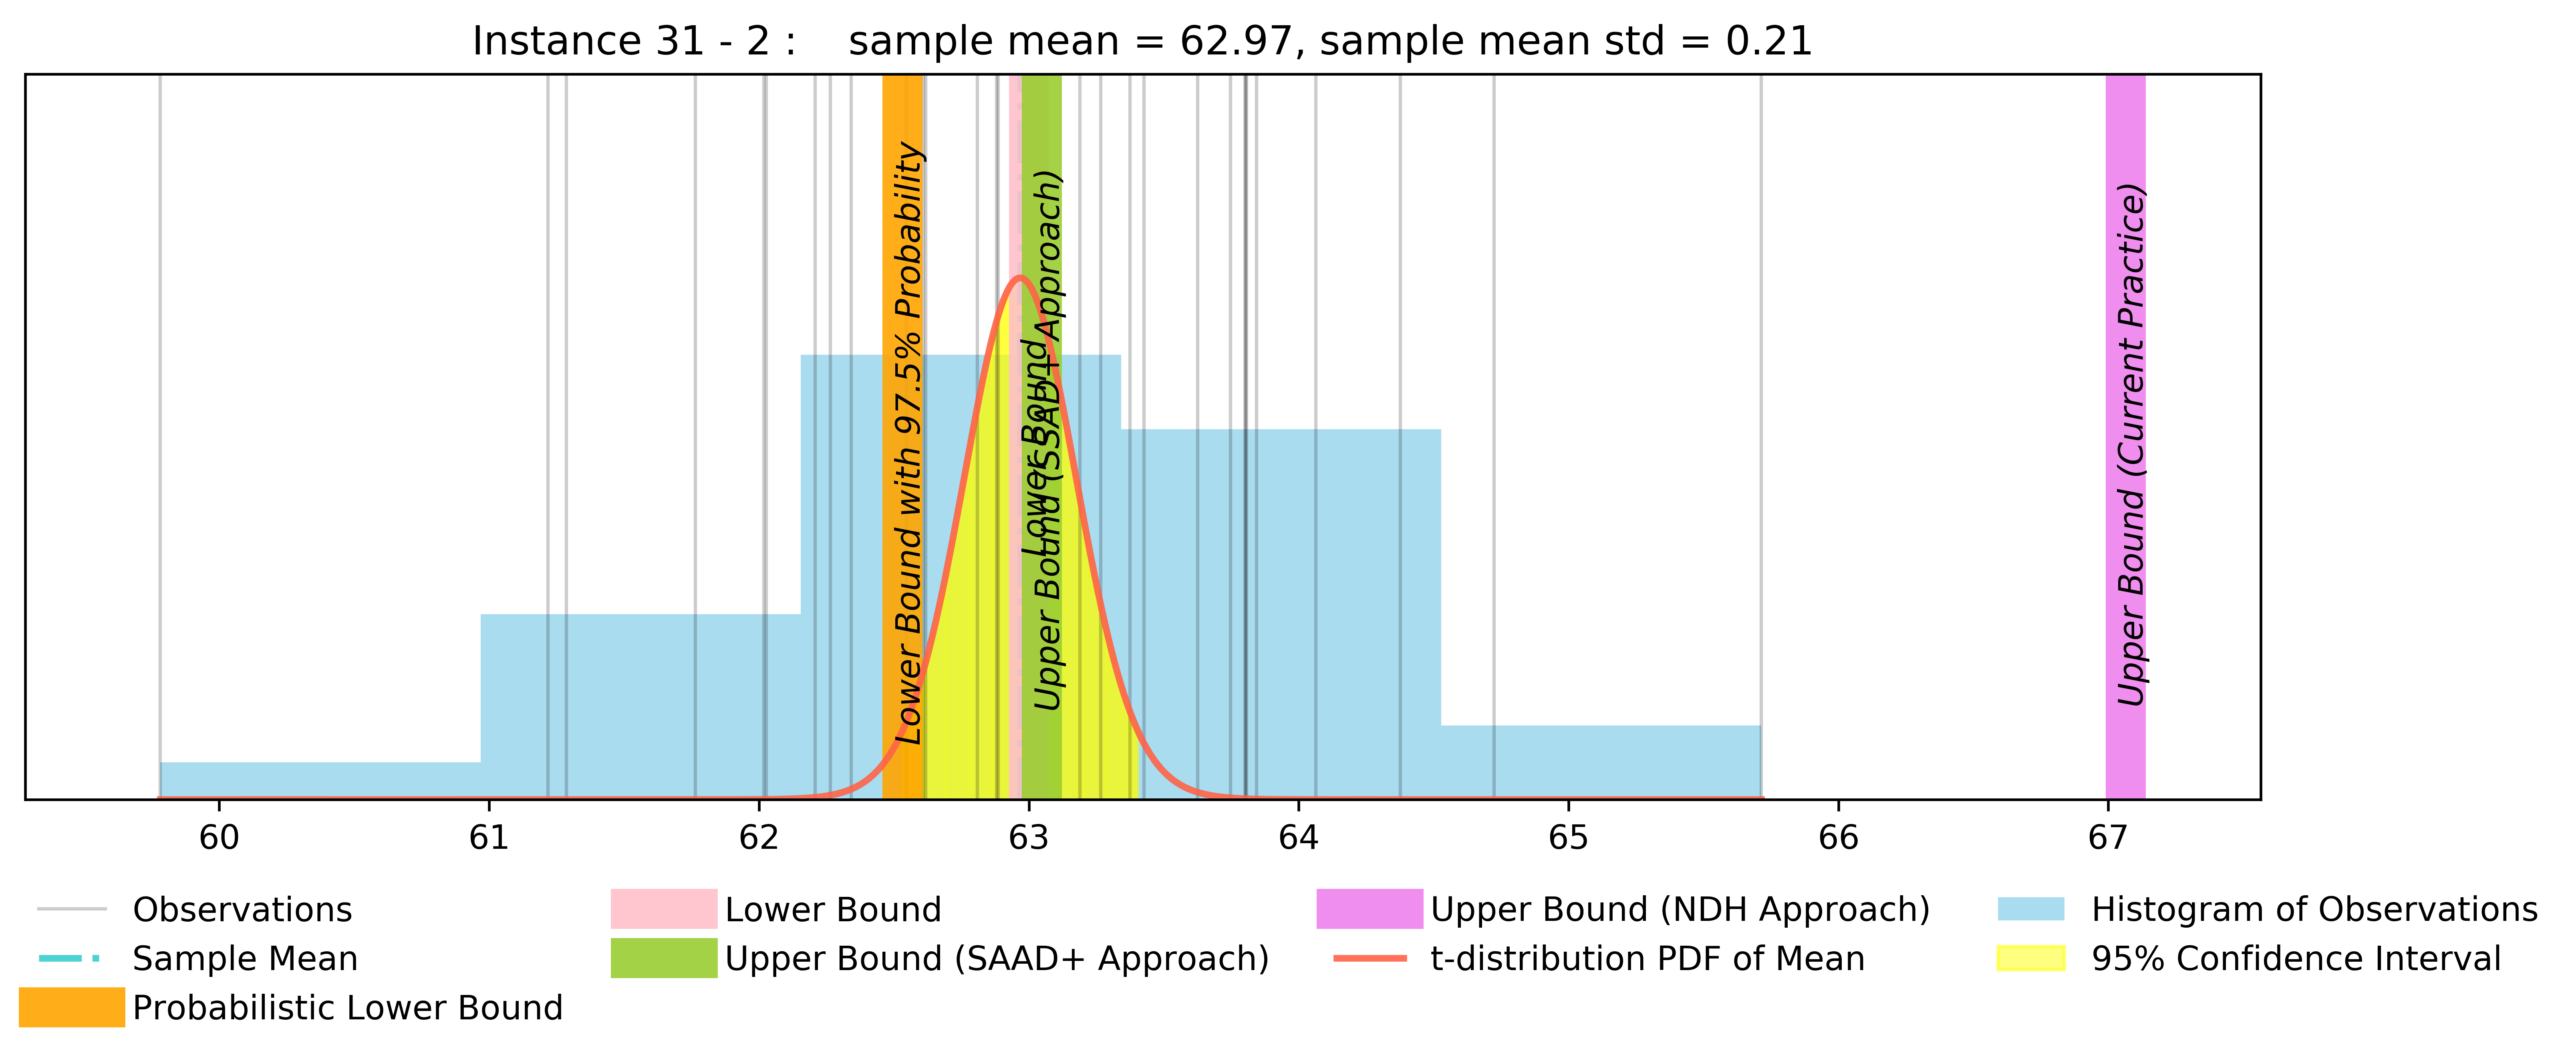 Instance 31 - 2 :    sample mean = 62.97, sample mean std = 0.21
Lower Bound with 97.5% Probability
Lower Bound
Upper Bound (SSAD+ Approach)
Upper Bound (Current Practice)
60 61 62 63 64 65 66 67
Observations
Sample Mean
Probabilistic Lower Bound
Lower Bound
Upper Bound (SAAD+ Approach)
Upper Bound (NDH Approach)
t-distribution PDF of Mean
Histogram of Observations
95% Confidence Interval